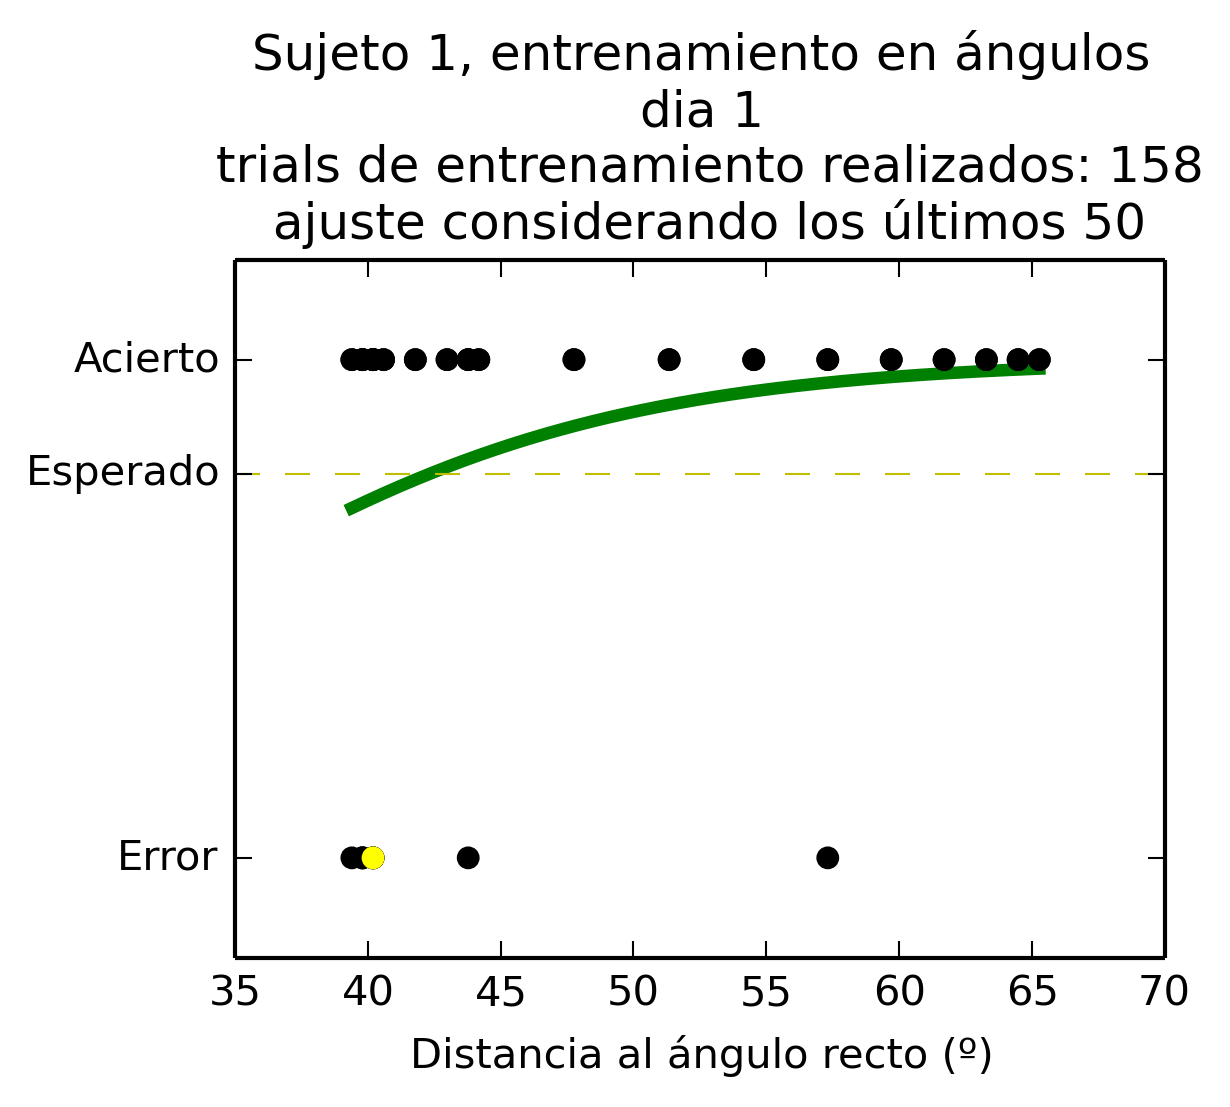 Sujeto 1, entrenamiento en ángulos
dia 1
trials de entrenamiento realizados: 158
ajuste considerando los últimos 50
Acierto
Esperado
Error
35 40 45 50 55 60 65 70
Distancia al ángulo recto (º)